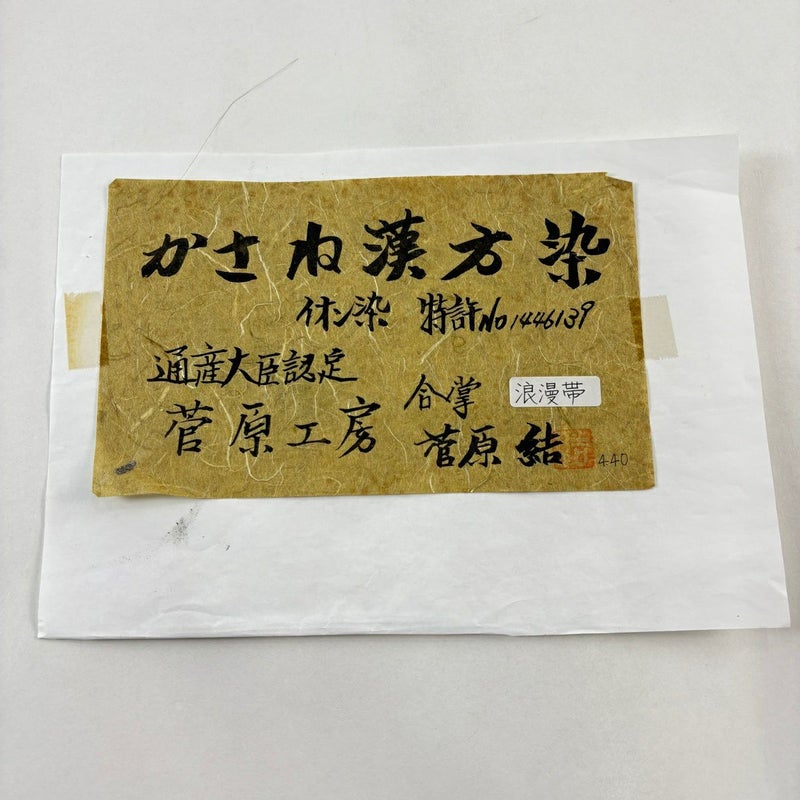 かさね漢方染
イオン染 特許No1446139
通産大臣認定
菅原工房
合掌
浪漫帯
菅原 結
440